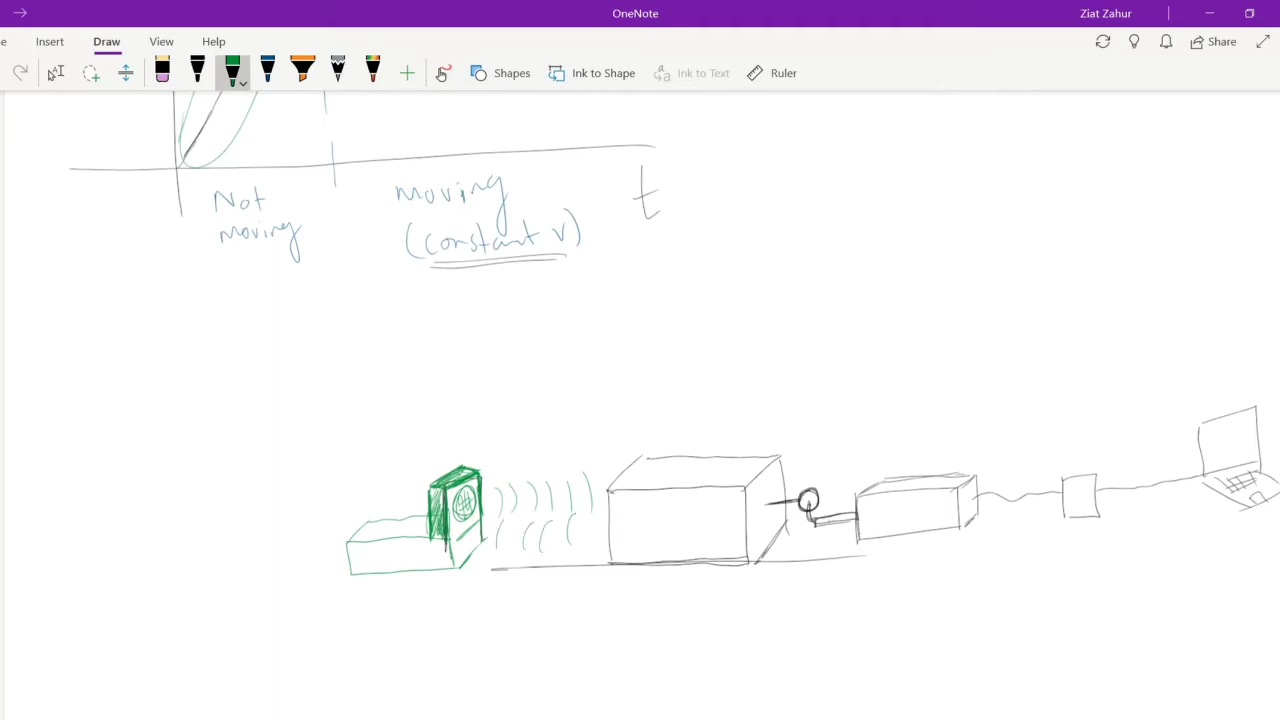 OneNote
Ziat Zahur
Insert
Draw
View
Help
Share
Shapes
Ink to Shape
Ink to Text
Ruler
Not
moving
moving
(constant v)
t